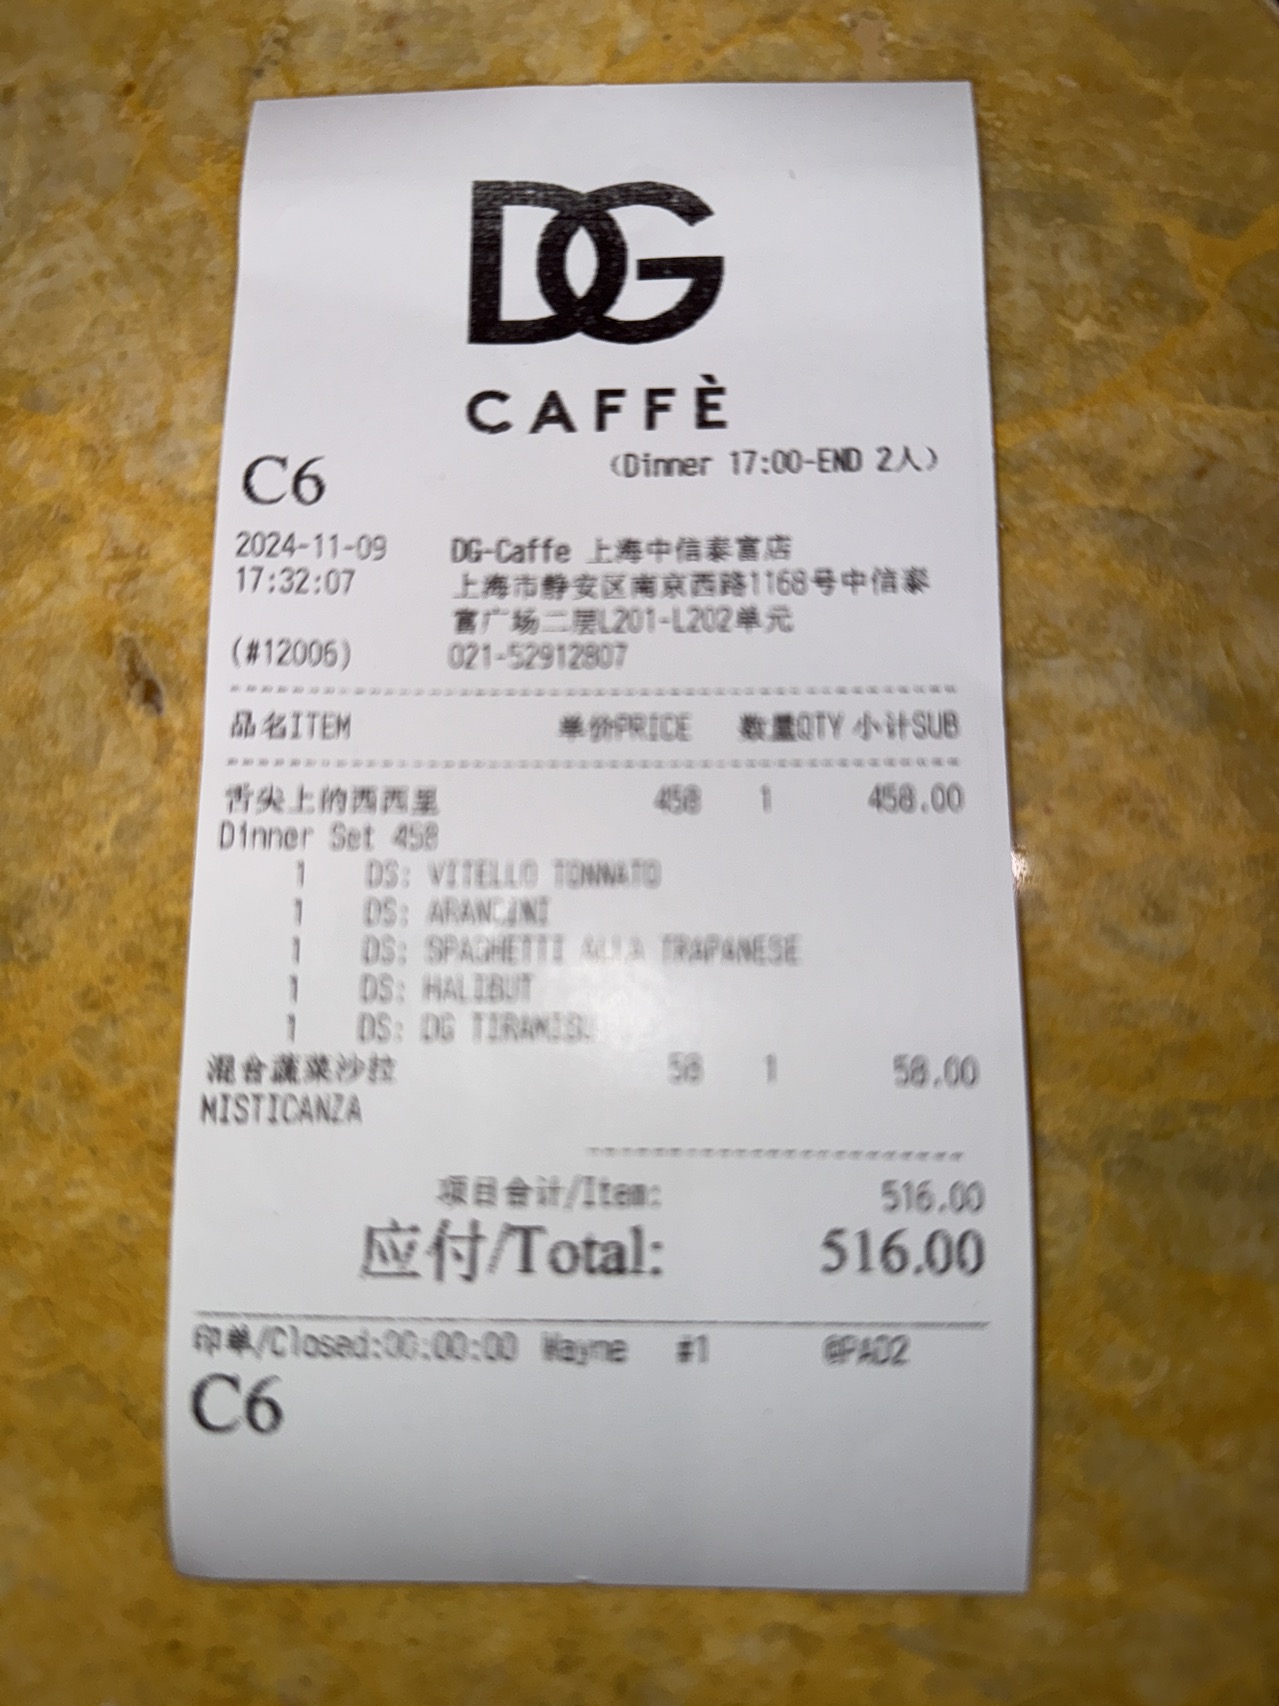 DG
CAFFÈ
C6 (Dinner 17:00-END 2人)
2024-11-09 DG-Caffe 上海中信泰富店
17:32:07 上海市静安区南京西路1168号中信泰
富广场二层L201-L202单元
(#12006) 021-52912807
品名ITEM 单价PRICE 数量QTY 小计SUB
舌尖上的西西里 458 1 458.00
Dinner Set 458
1 DS: VITELLO TONNATO
1 DS: ARANCINI
1 DS: SPAGHETTI ALLA TRAPANESE
1 DS: HALIBUT
1 DS: DG TIRAMISU
混合蔬菜沙拉 58 1 58.00
MISTICANZA
项目合计/Item: 516.00
应付/Total: 516.00
印单/Closed:00:00:00 Wayne #1 @PAD2
C6